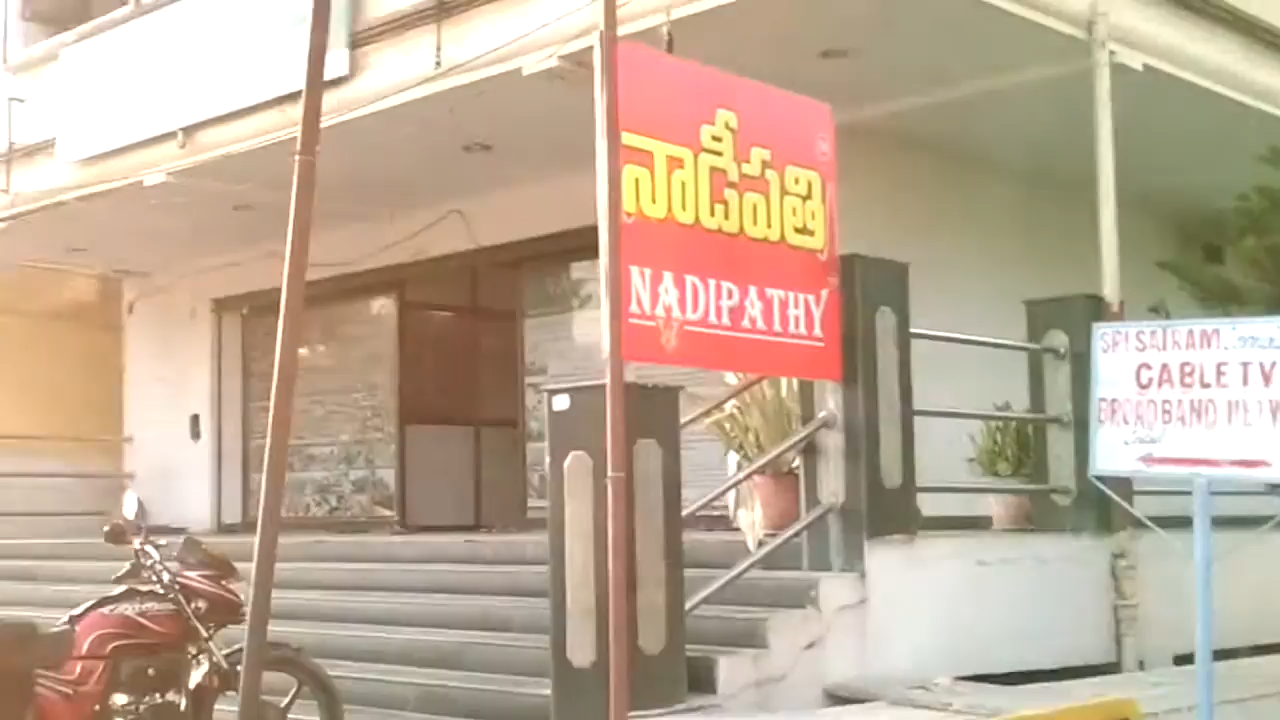 నాడీపతి
NADIPATHY
SRI SAIRAM
CABLE TV
BROADBAND